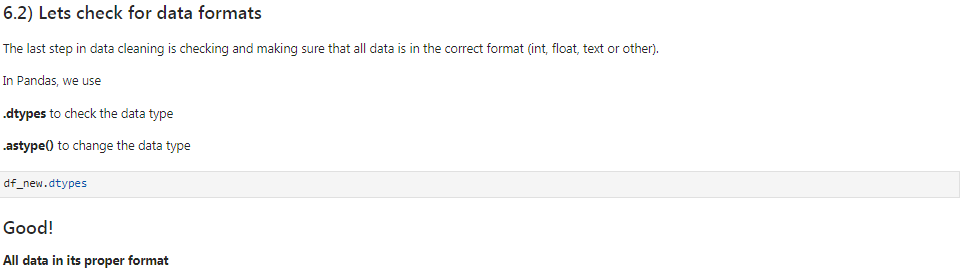 6.2) Lets check for data formats
The last step in data cleaning is checking and making sure that all data is in the correct format (int, float, text or other).
In Pandas, we use
.dtypes to check the data type
.astype() to change the data type
df_new.dtypes
Good!
All data in its proper format